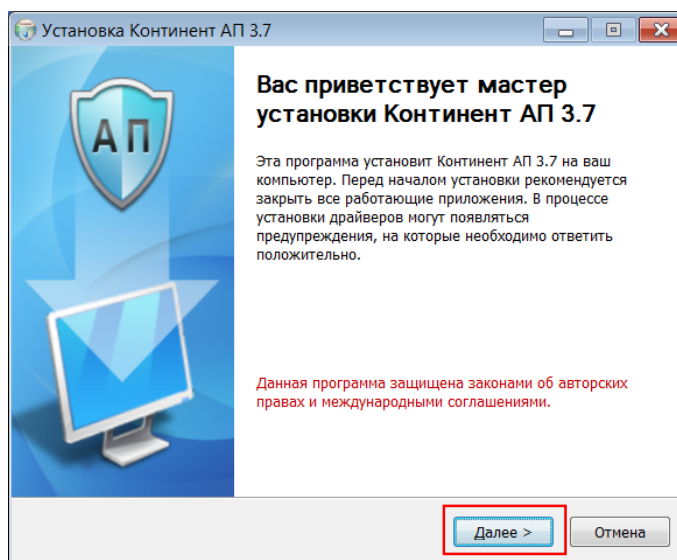 Установка Континент АП 3.7
Вас приветствует мастер
установки Континент АП 3.7
АП
Эта программа установит Континент АП 3.7 на ваш
компьютер. Перед началом установки рекомендуется
закрыть все работающие приложения. В процессе
установки драйверов могут появляться
предупреждения, на которые необходимо ответить
положительно.
Данная программа защищена законами об авторских
правах и международными соглашениями.
Далее >
Отмена